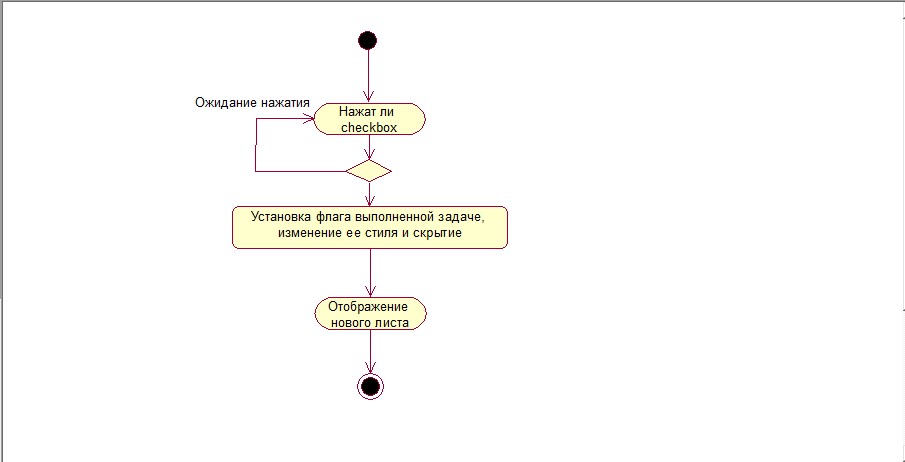 Ожидание нажатия
Нажат ли
checkbox
Установка флага выполненной задаче,
изменение ее стиля и скрытие
Отображение
нового листа